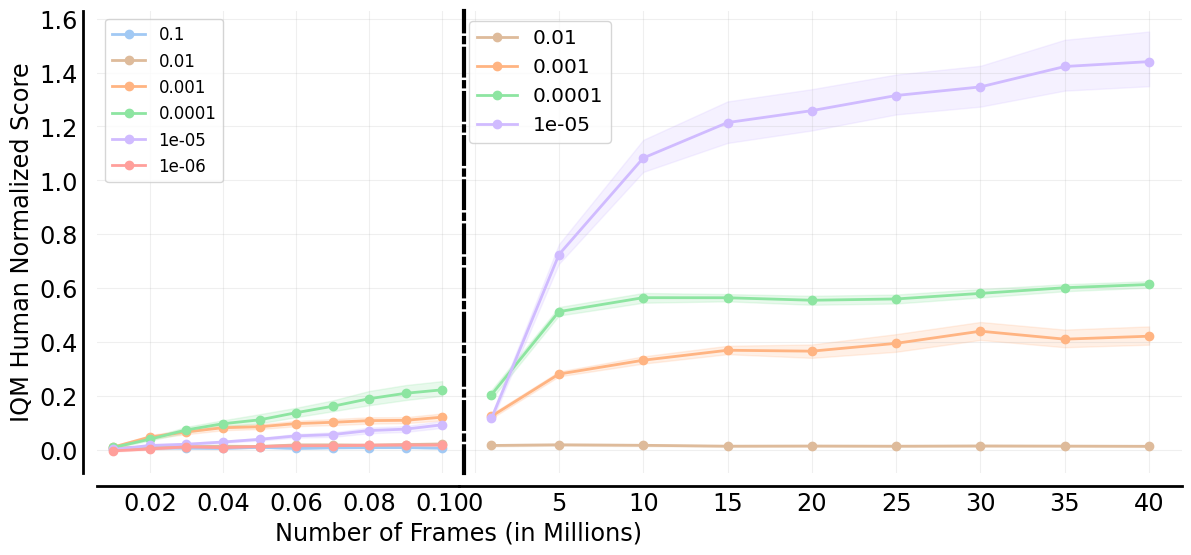 IQM Human Normalized Score
1.6
1.4
1.2
1.0
0.8
0.6
0.4
0.2
0.0
0.1
0.01
0.001
0.0001
1e-05
1e-06
0.01
0.001
0.0001
1e-05
0.02 0.04 0.06 0.08 0.100 5 10 15 20 25 30 35 40
Number of Frames (in Millions)